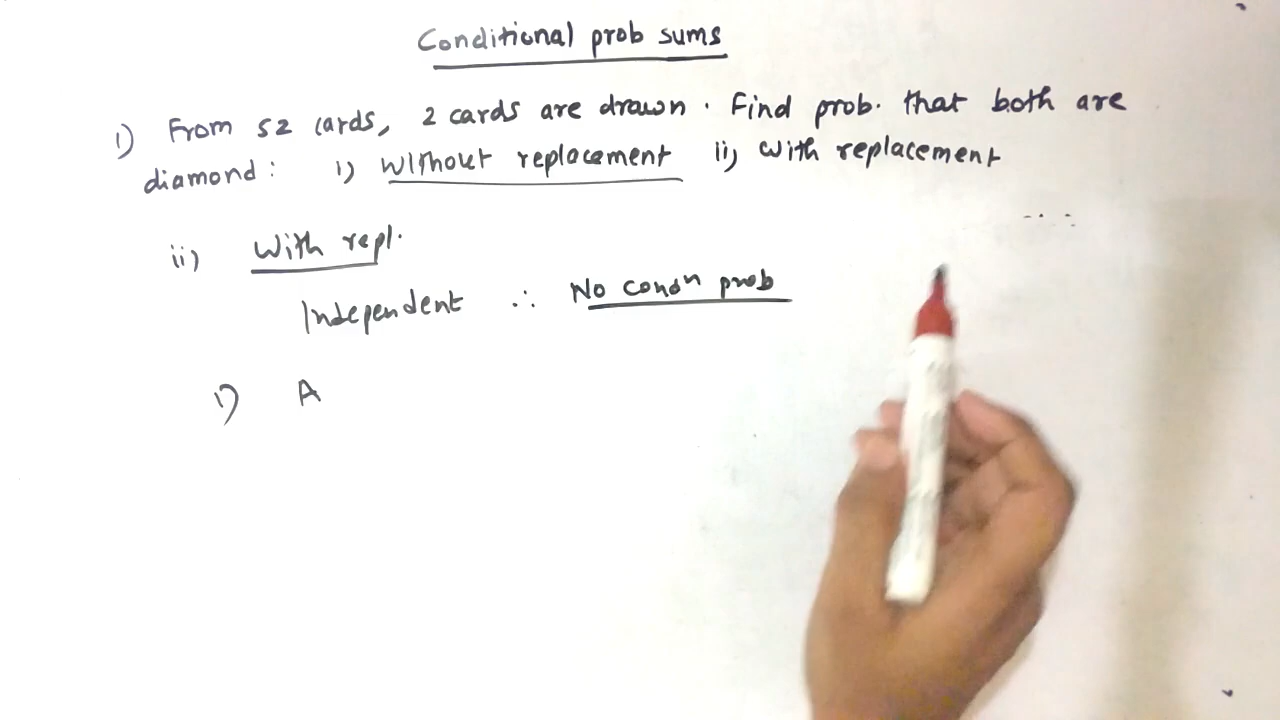 Conditional prob sums
1) From 52 cards, 2 cards are drawn. Find prob. that both are
diamond: i) Without replacement ii) With replacement
ii) With repl.
Independent ∴ No condn prob
i) A